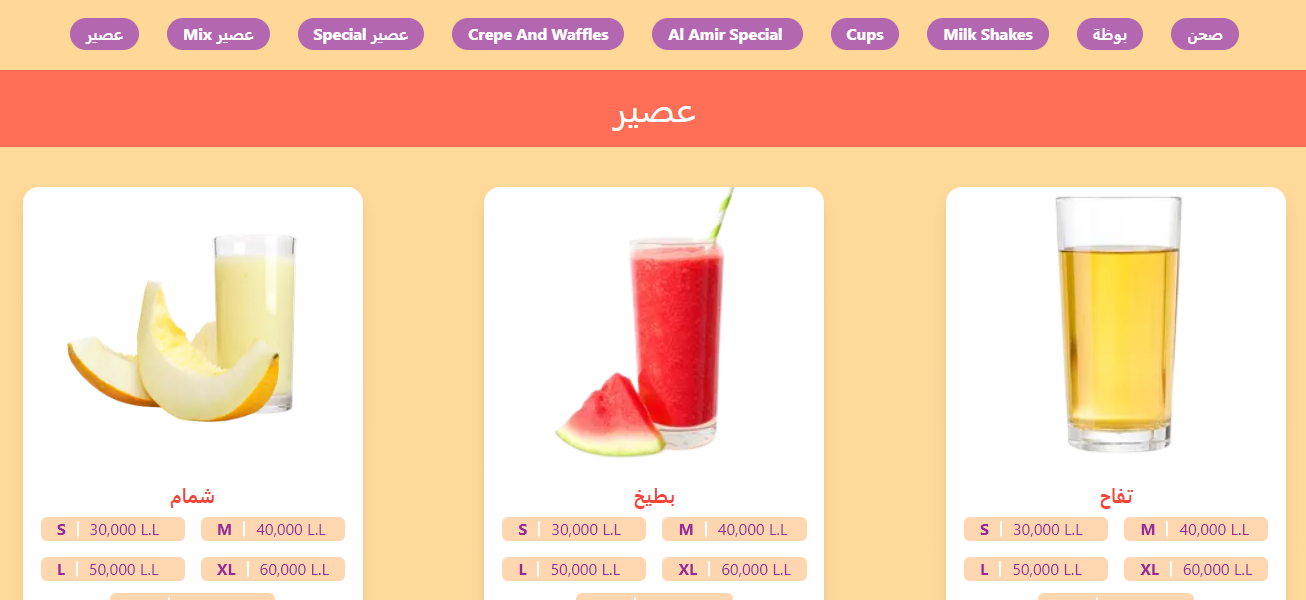 عصير
Mix عصير
Special عصير
Crepe And Waffles
Al Amir Special
Cups
Milk Shakes
بوظة
صحن
عصير
شمام
S | 30,000 L.L
M | 40,000 L.L
L | 50,000 L.L
XL | 60,000 L.L
بطيخ
S | 30,000 L.L
M | 40,000 L.L
L | 50,000 L.L
XL | 60,000 L.L
تفاح
S | 30,000 L.L
M | 40,000 L.L
L | 50,000 L.L
XL | 60,000 L.L